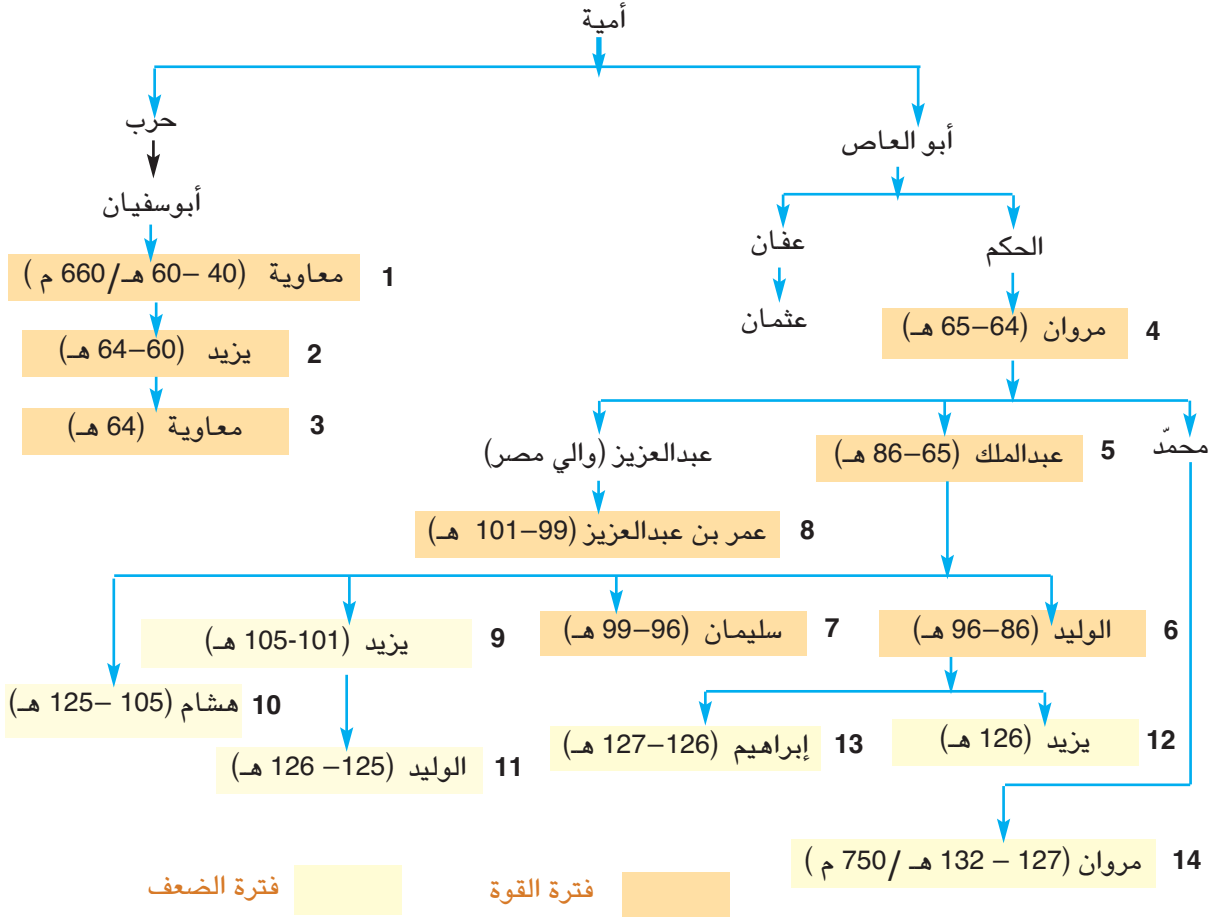 أمية
حرب
أبو العاص
أبوسفيان
عفان
الحكم
1 معاوية (40 –60 هـ/660 م )
عثمان
4 مروان (64–65 هـ)
2 يزيد (60–64 هـ)
3 معاوية (64 هـ)
محمّد
5 عبدالملك (65–86 هـ)
عبدالعزيز (والي مصر)
8 عمر بن عبدالعزيز (99–101 هـ)
6 الوليد (86–96 هـ)
7 سليمان (96–99 هـ)
9 يزيد (101-105 هـ)
10 هشام (105 –125 هـ)
12 يزيد (126 هـ)
13 إبراهيم (126–127 هـ)
11 الوليد (125– 126 هـ)
14 مروان (127 – 132 هـ /750 م )
فترة القوة
فترة الضعف